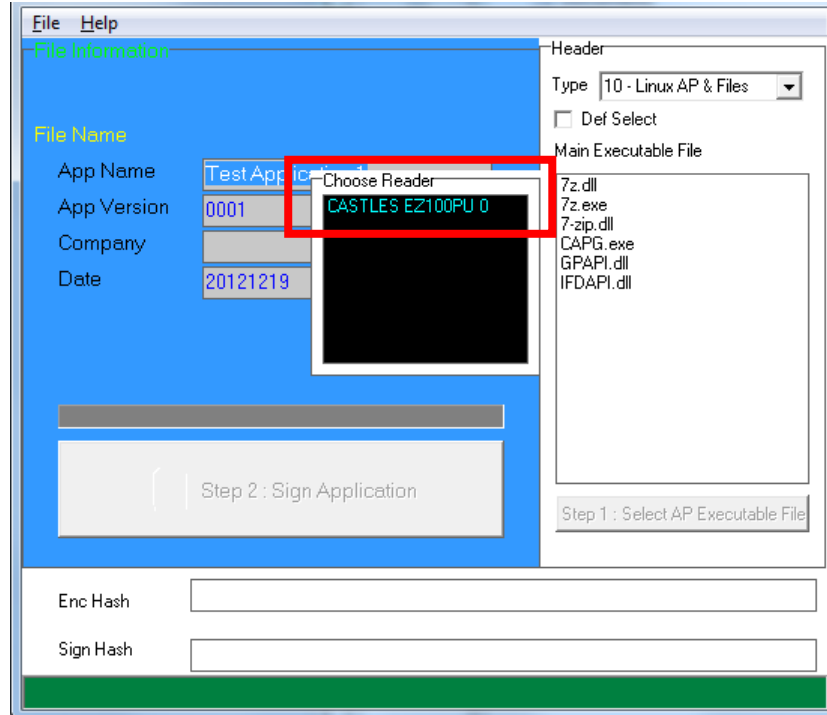 File Help
File Information
File Name
App Name
Test Application 1
App Version
0001
Company
Date
20121219
Choose Reader
CASTLES EZ100PU 0
Step 2 : Sign Application
Header
Type 10 - Linux AP & Files
Def Select
Main Executable File
7z.dll
7z.exe
7-zip.dll
CAPG.exe
GPAPI.dll
IFDAPI.dll
Step 1 : Select AP Executable File
Enc Hash
Sign Hash